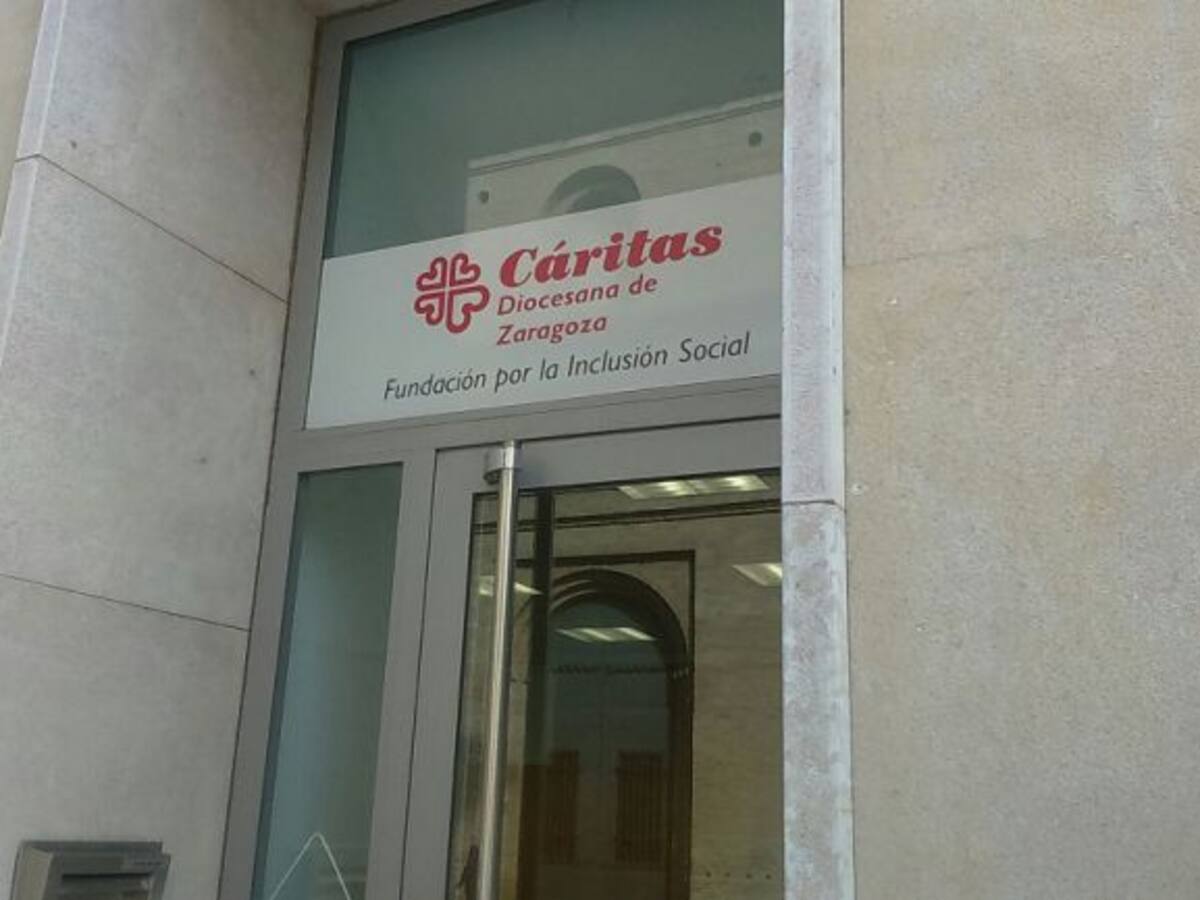 Cáritas
Diocesana de
Zaragoza
Fundación por la Inclusión Social